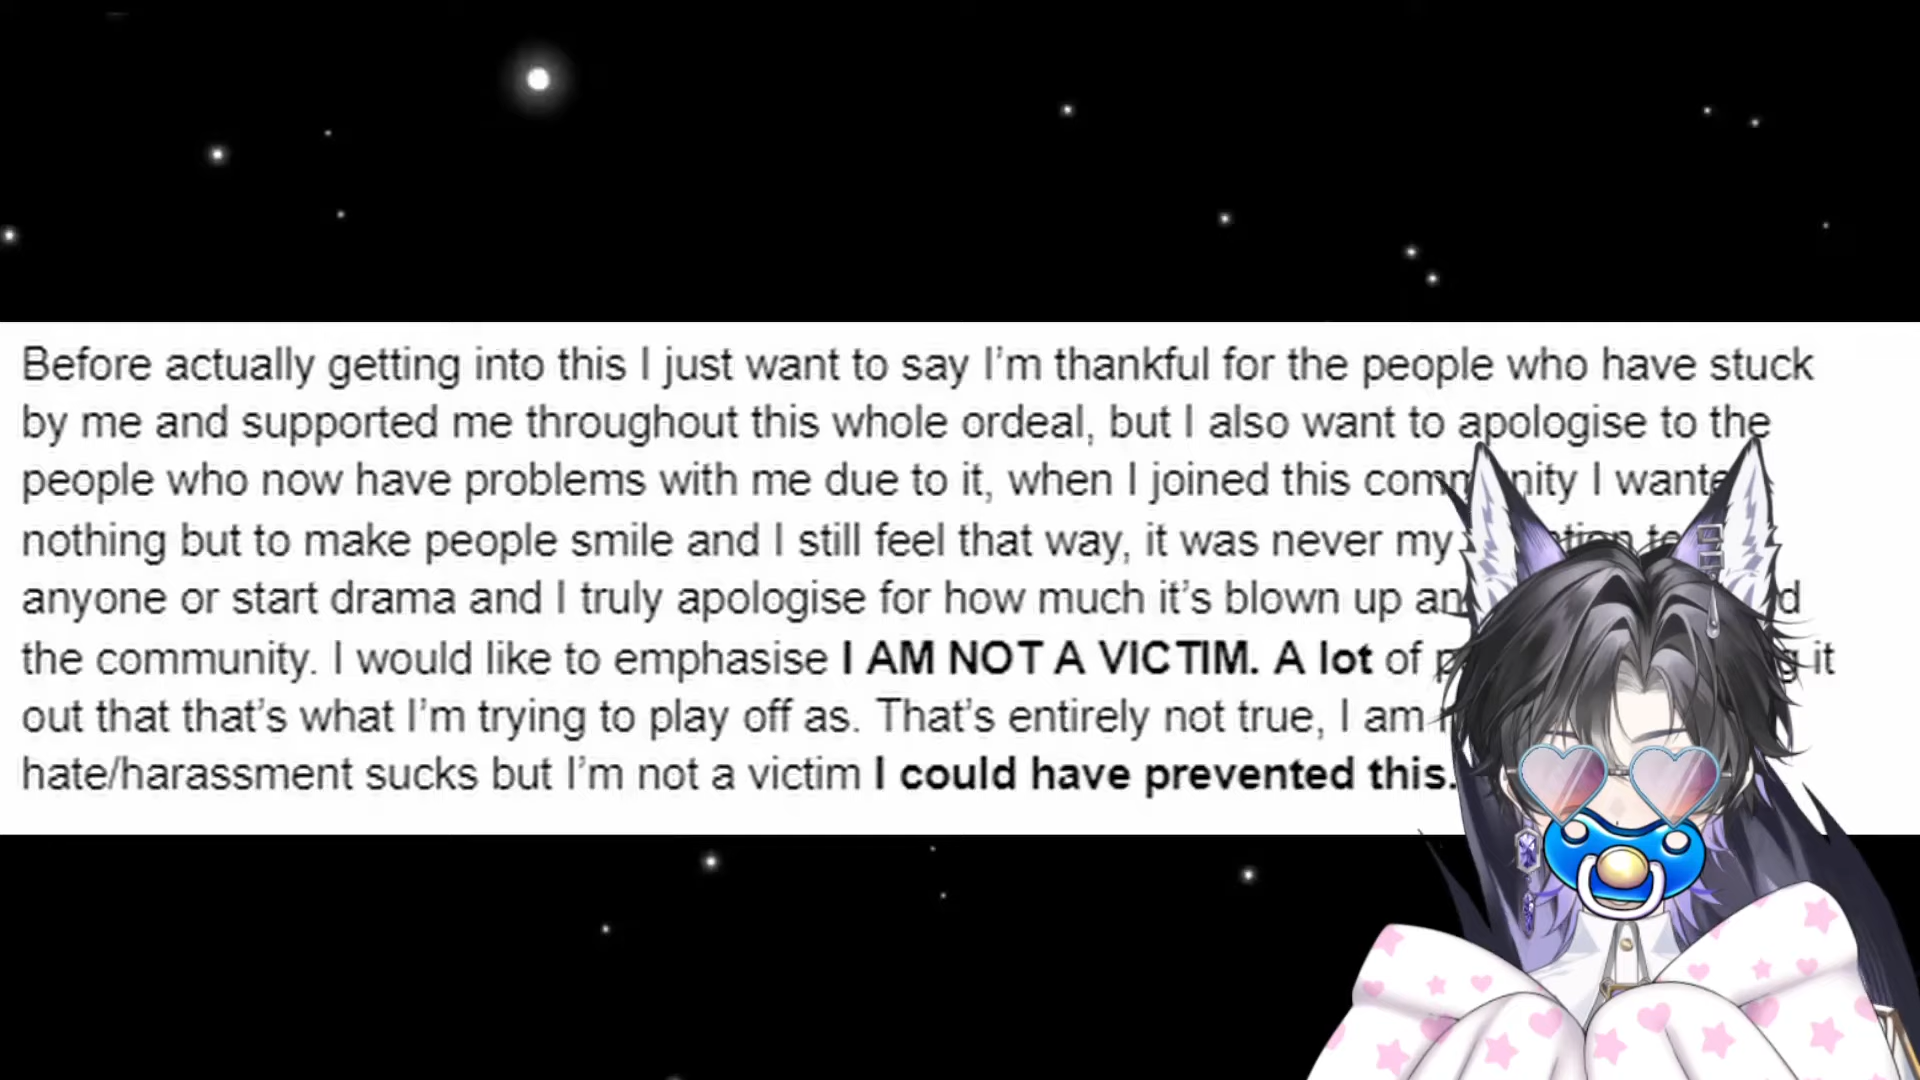 Before actually getting into this I just want to say I'm thankful for the people who have stuck
by me and supported me throughout this whole ordeal, but I also want to apologise to the
people who now have problems with me due to it, when I joined this community I
nothing but to make people smile and I still feel that way, it was never my
anyone or start drama and I truly apologise for how much it's blown up
the community. I would like to emphasise I AM NOT A VICTIM. A lot of it
out that that's what I'm trying to play off as. That's entirely not true, I am
hate/harassment sucks but I'm not a victim I could have prevented this.